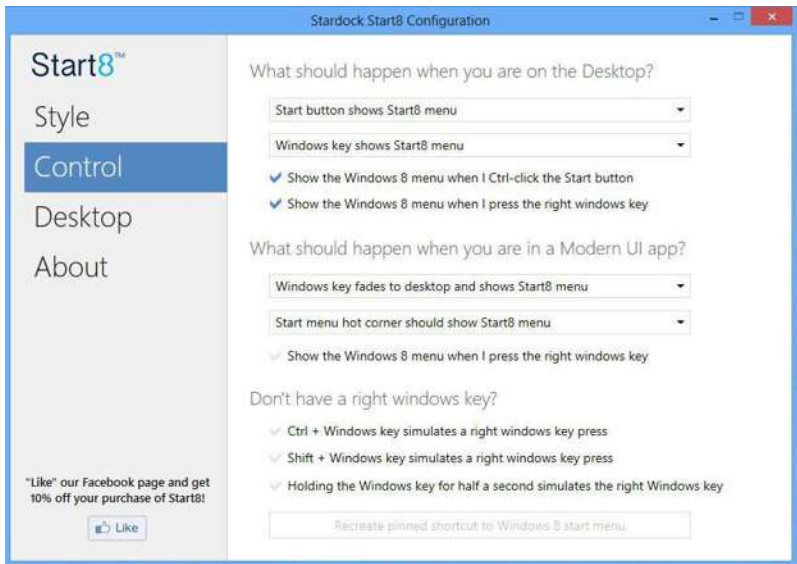 Stardock Start8 Configuration
Start8™
Style
Control
Desktop
About
"Like" our Facebook page and get
10% off your purchase of Start8!
Like
What should happen when you are on the Desktop?
Start button shows Start8 menu
Windows key shows Start8 menu
Show the Windows 8 menu when I Ctrl-click the Start button
Show the Windows 8 menu when I press the right windows key
What should happen when you are in a Modern UI app?
Windows key fades to desktop and shows Start8 menu
Start menu hot corner should show Start8 menu
Show the Windows 8 menu when I press the right windows key
Don't have a right windows key?
Ctrl + Windows key simulates a right windows key press
Shift + Windows key simulates a right windows key press
Holding the Windows key for half a second simulates the right Windows key
Recreate pinned shortcut to Windows 8 start menu